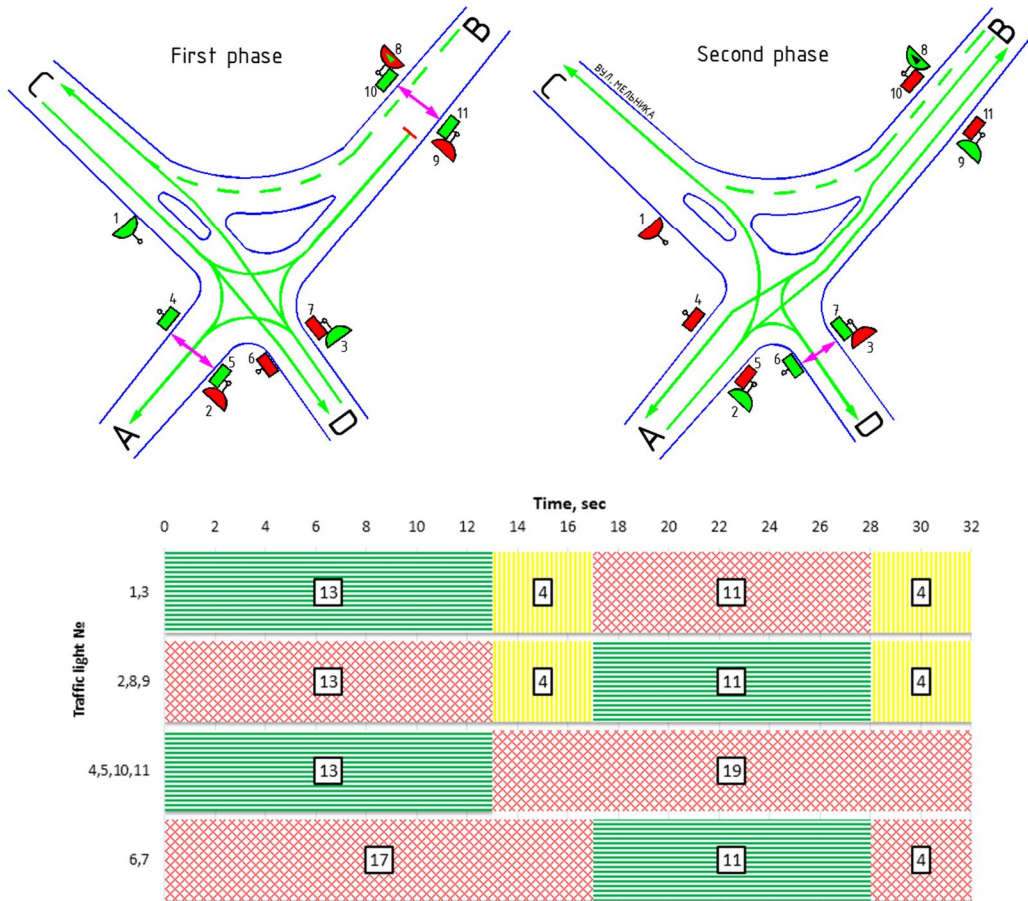 First phase
Second phase
C
B
8
10
11
9
1
4
7
3
5
6
2
A
D
ВУЛ. МЕЛЬНИКА
C
B
8
10
11
9
1
4
7
3
5
6
2
A
D
Time, sec
0 2 4 6 8 10 12 14 16 18 20 22 24 26 28 30 32
Traffic light №
1,3 13 4 11 4
2,8,9 13 4 11 4
4,5,10,11 13 19
6,7 17 11 4